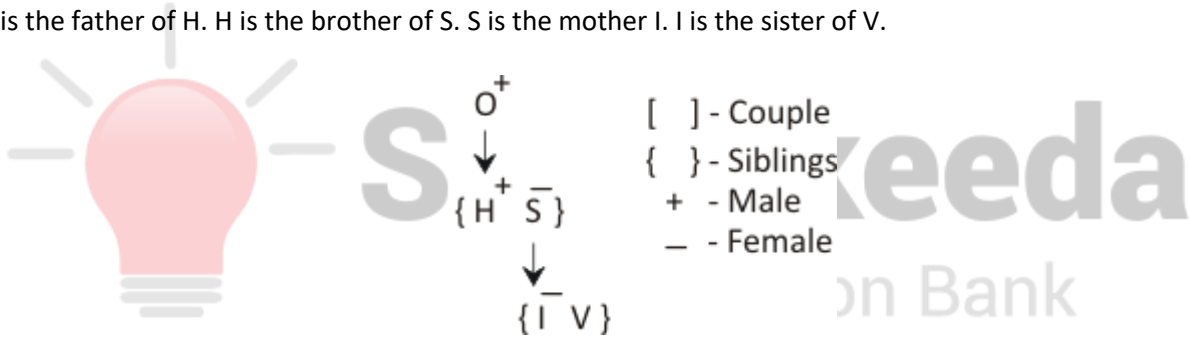 is the father of H. H is the brother of S. S is the mother I. I is the sister of V.
O+
[ ] - Couple
{ } - Siblings
{ H+ S̅ }
+ - Male
_ - Female
{ I̅ V }
S eeda
on Bank